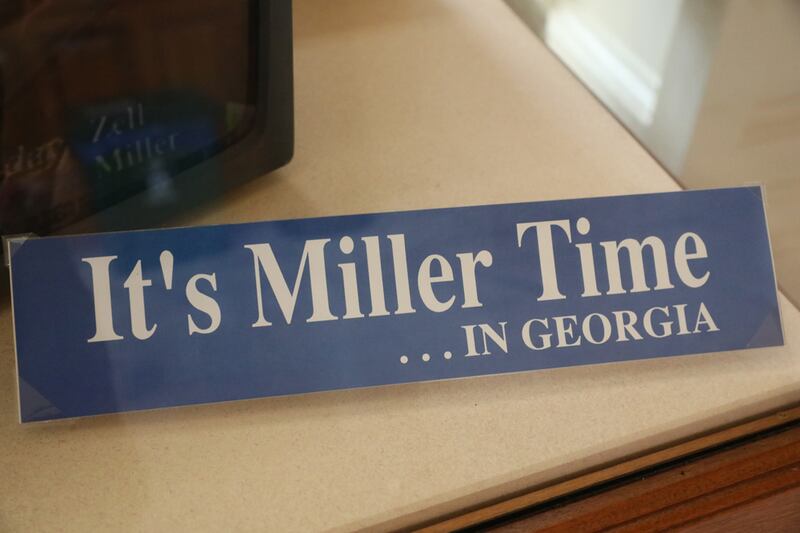 Zell
Miller
It's Miller Time
...IN GEORGIA